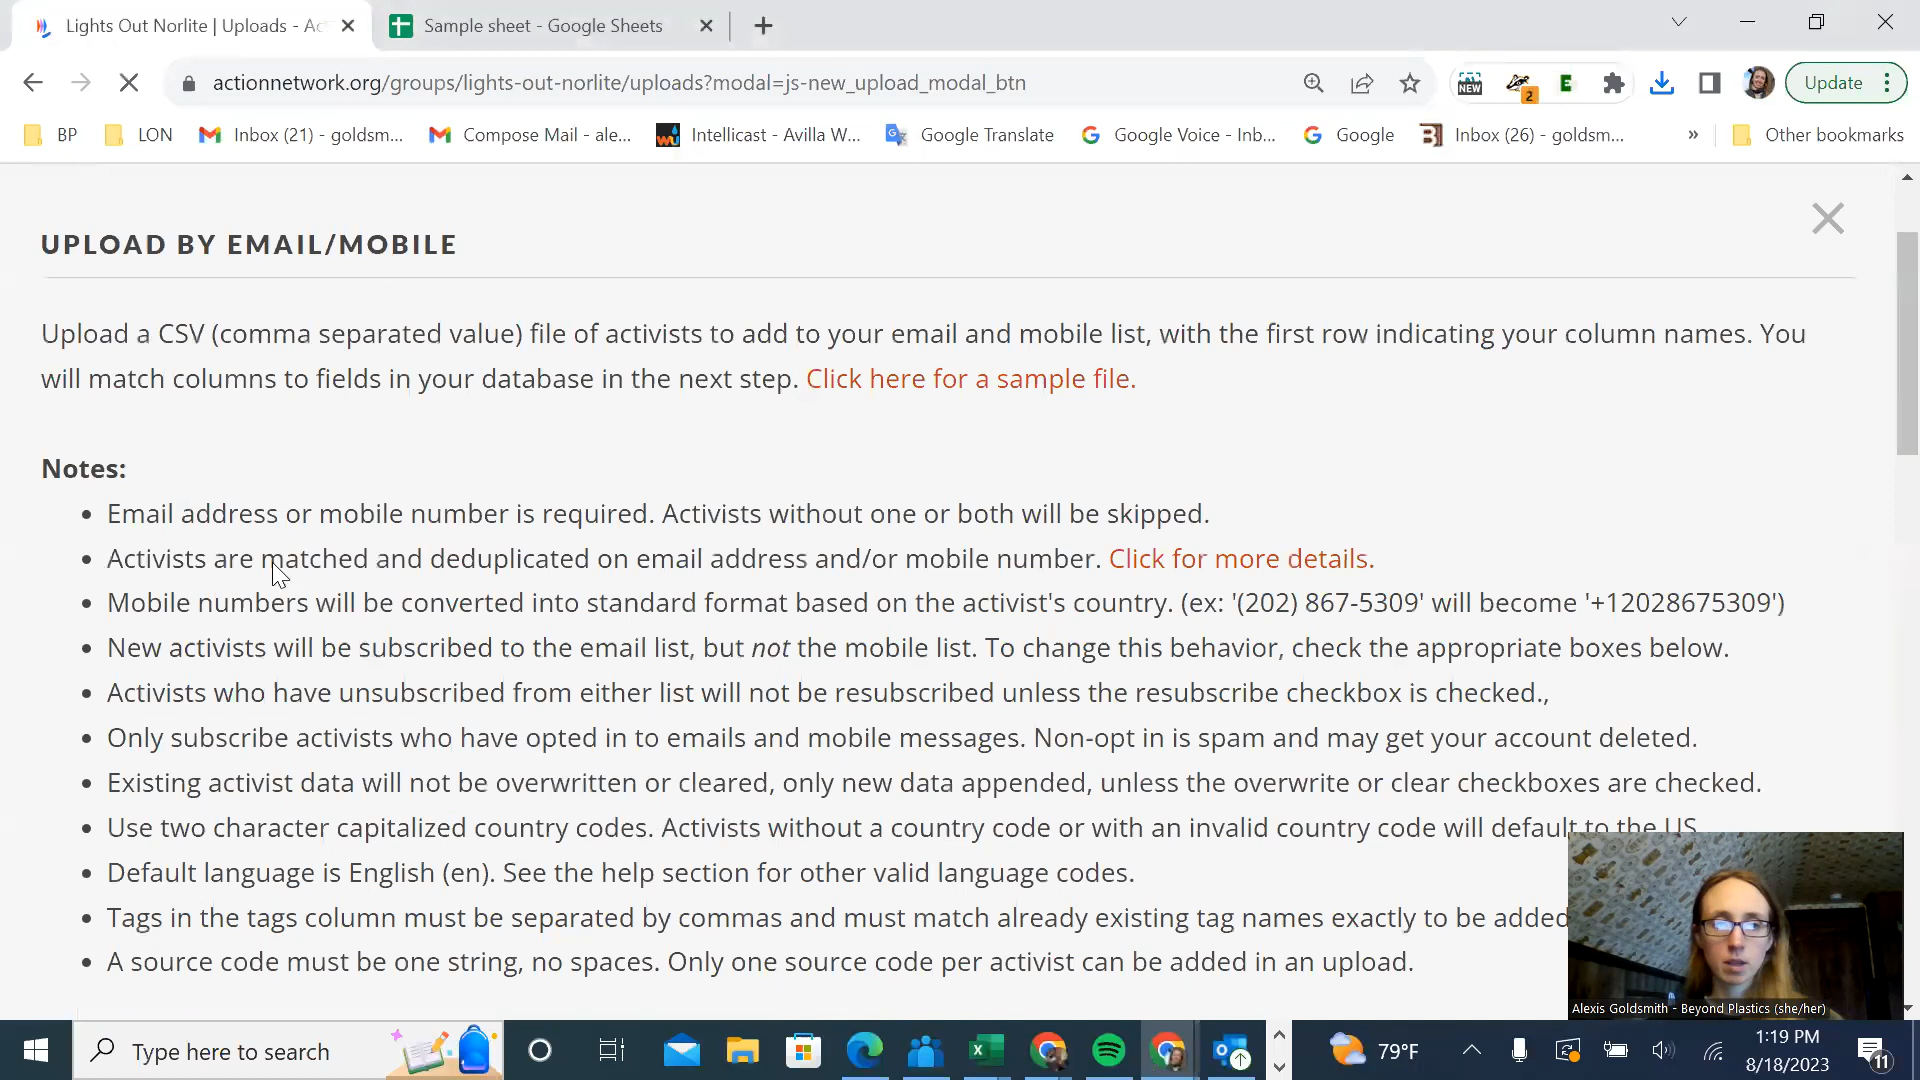 Lights Out Norlite | Uploads - Ac
Sample sheet - Google Sheets
actionnetwork.org/groups/lights-out-norlite/uploads?modal=js-new_upload_modal_btn
NEW
2
E
Update
BP
LON
Inbox (21) - goldsm...
Compose Mail - ale...
Intellicast - Avilla W...
Google Translate
Google Voice - Inb...
Google
Inbox (26) - goldsm...
»
Other bookmarks
UPLOAD BY EMAIL/MOBILE
Upload a CSV (comma separated value) file of activists to add to your email and mobile list, with the first row indicating your column names. You
will match columns to fields in your database in the next step. Click here for a sample file.
Notes:
• Email address or mobile number is required. Activists without one or both will be skipped.
• Activists are matched and deduplicated on email address and/or mobile number. Click for more details.
• Mobile numbers will be converted into standard format based on the activist's country. (ex: '(202) 867-5309' will become '+12028675309')
• New activists will be subscribed to the email list, but not the mobile list. To change this behavior, check the appropriate boxes below.
• Activists who have unsubscribed from either list will not be resubscribed unless the resubscribe checkbox is checked.,
• Only subscribe activists who have opted in to emails and mobile messages. Non-opt in is spam and may get your account deleted.
• Existing activist data will not be overwritten or cleared, only new data appended, unless the overwrite or clear checkboxes are checked.
• Use two character capitalized country codes. Activists without a country code or with an invalid country code will default to the US
• Default language is English (en). See the help section for other valid language codes.
• Tags in the tags column must be separated by commas and must match already existing tag names exactly to be added
• A source code must be one string, no spaces. Only one source code per activist can be added in an upload.
Alexis Goldsmith - Beyond Plastics (she/her)
Type here to search
79°F
1:19 PM
8/18/2023
11